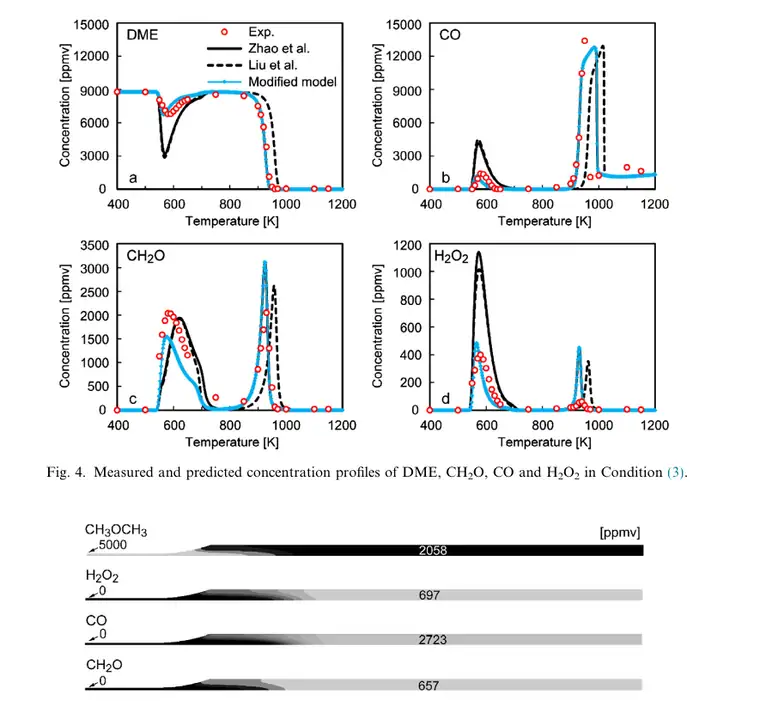 15000
12000
9000
6000
3000
0
Concentration [ppmv]
DME
Exp.
Zhao et al.
Liu et al.
Modified model
a
400 600 800 1000 1200
Temperature [K]
15000
12000
9000
6000
3000
0
Concentration [ppmv]
CO
b
400 600 800 1000 1200
Temperature [K]
3500
3000
2500
2000
1500
1000
500
0
Concentration [ppmv]
CH₂O
c
400 600 800 1000 1200
Temperature [K]
1200
1000
800
600
400
200
0
Concentration [ppmv]
H₂O₂
d
400 600 800 1000 1200
Temperature [K]
Fig. 4. Measured and predicted concentration profiles of DME, CH₂O, CO and H₂O₂ in Condition (3).
CH₃OCH₃ [ppmv]
5000 2058
H₂O₂
0 697
CO
0 2723
CH₂O
0 657